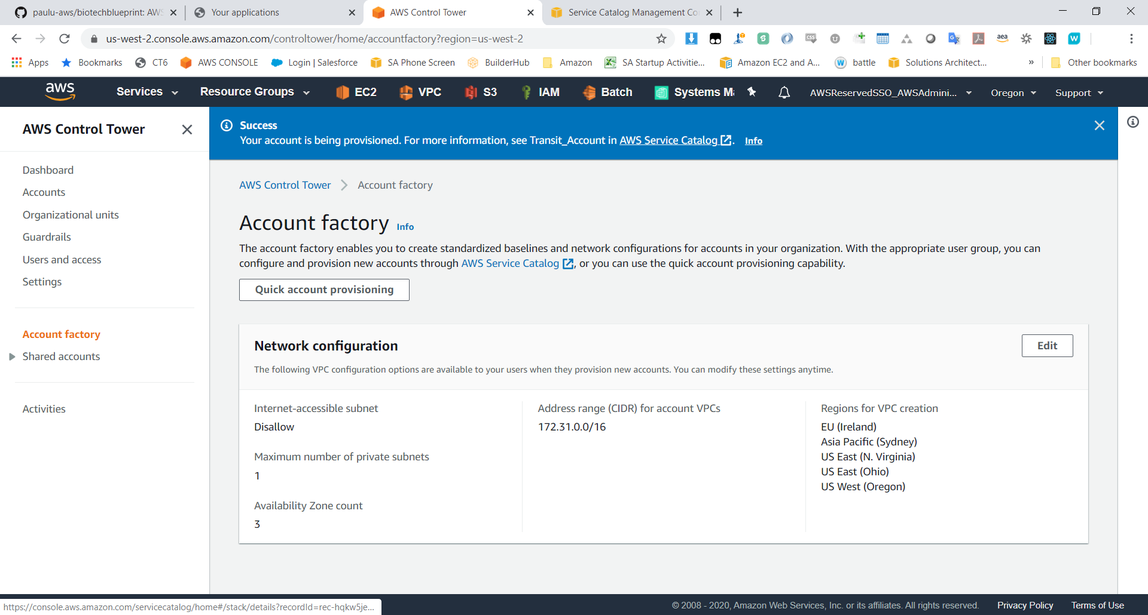 paulu-aws/biotechblueprint: AWS
Your applications
AWS Control Tower
Service Catalog Management Co
us-west-2.console.aws.amazon.com/controltower/home/accountfactory?region=us-west-2
Apps
Bookmarks
CT6
AWS CONSOLE
Login | Salesforce
SA Phone Screen
BuilderHub
Amazon
SA Startup Activitie...
Amazon EC2 and A...
battle
Solutions Architect...
»
Other bookmarks
aws
Services
Resource Groups
EC2
VPC
S3
IAM
Batch
Systems M
AWSReservedSSO_AWSAdmini...
Oregon
Support
AWS Control Tower
Dashboard
Accounts
Organizational units
Guardrails
Users and access
Settings
Account factory
Shared accounts
Activities
Success
Your account is being provisioned. For more information, see Transit_Account in AWS Service Catalog. Info
AWS Control Tower
Account factory
Account factory Info
The account factory enables you to create standardized baselines and network configurations for accounts in your organization. With the appropriate user group, you can
configure and provision new accounts through AWS Service Catalog, or you can use the quick account provisioning capability.
Quick account provisioning
Network configuration
Edit
The following VPC configuration options are available to your users when they provision new accounts. You can modify these settings anytime.
Internet-accessible subnet
Disallow
Maximum number of private subnets
1
Availability Zone count
3
Address range (CIDR) for account VPCs
172.31.0.0/16
Regions for VPC creation
EU (Ireland)
Asia Pacific (Sydney)
US East (N. Virginia)
US East (Ohio)
US West (Oregon)
https://console.aws.amazon.com/servicecatalog/home#/stack/details?recordId=rec-hqkw5je...
© 2008 - 2020, Amazon Web Services, Inc. or its affiliates. All rights reserved.
Privacy Policy
Terms of Use